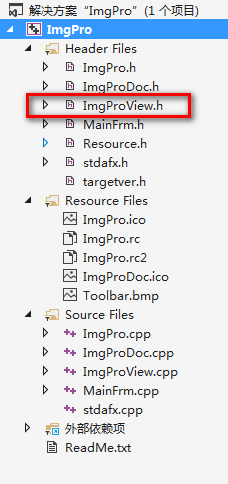 解决方案“ImgPro”(1 个项目)
ImgPro
Header Files
ImgPro.h
ImgProDoc.h
ImgProView.h
MainFrm.h
Resource.h
stdafx.h
targetver.h
Resource Files
ImgPro.ico
ImgPro.rc
ImgPro.rc2
ImgProDoc.ico
Toolbar.bmp
Source Files
ImgPro.cpp
ImgProDoc.cpp
ImgProView.cpp
MainFrm.cpp
stdafx.cpp
外部依赖项
ReadMe.txt